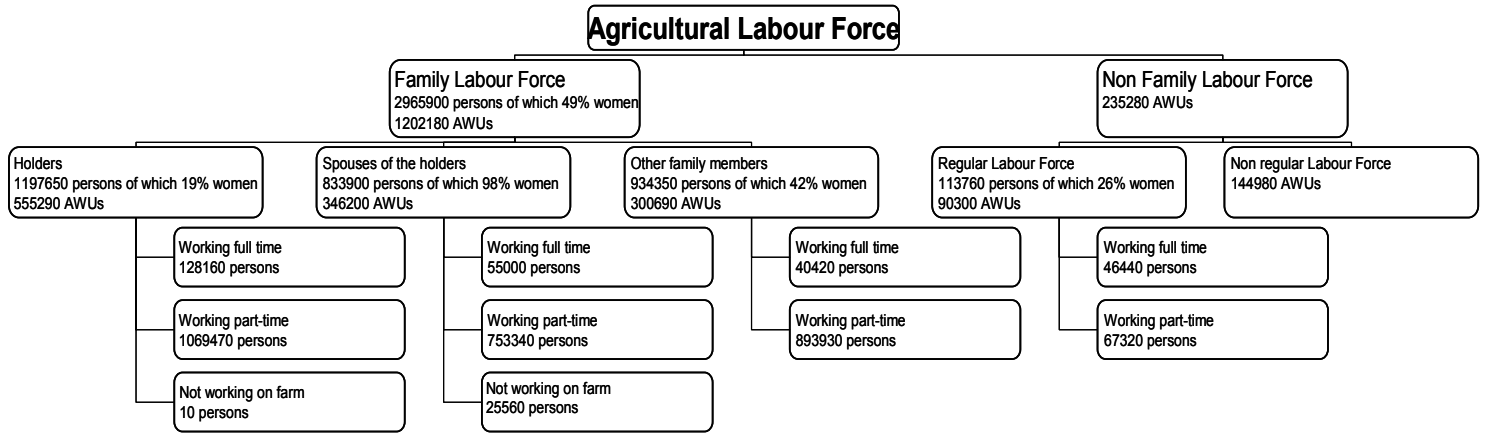 Agricultural Labour Force
Family Labour Force
2965900 persons of which 49% women
1202180 AWUs
Non Family Labour Force
235280 AWUs
Holders
1197650 persons of which 19% women
555290 AWUs
Spouses of the holders
833900 persons of which 98% women
346200 AWUs
Other family members
934350 persons of which 42% women
300690 AWUs
Regular Labour Force
113760 persons of which 26% women
90300 AWUs
Non regular Labour Force
144980 AWUs
Working full time
128160 persons
Working full time
55000 persons
Working full time
40420 persons
Working full time
46440 persons
Working part-time
1069470 persons
Working part-time
753340 persons
Working part-time
893930 persons
Working part-time
67320 persons
Not working on farm
10 persons
Not working on farm
25560 persons